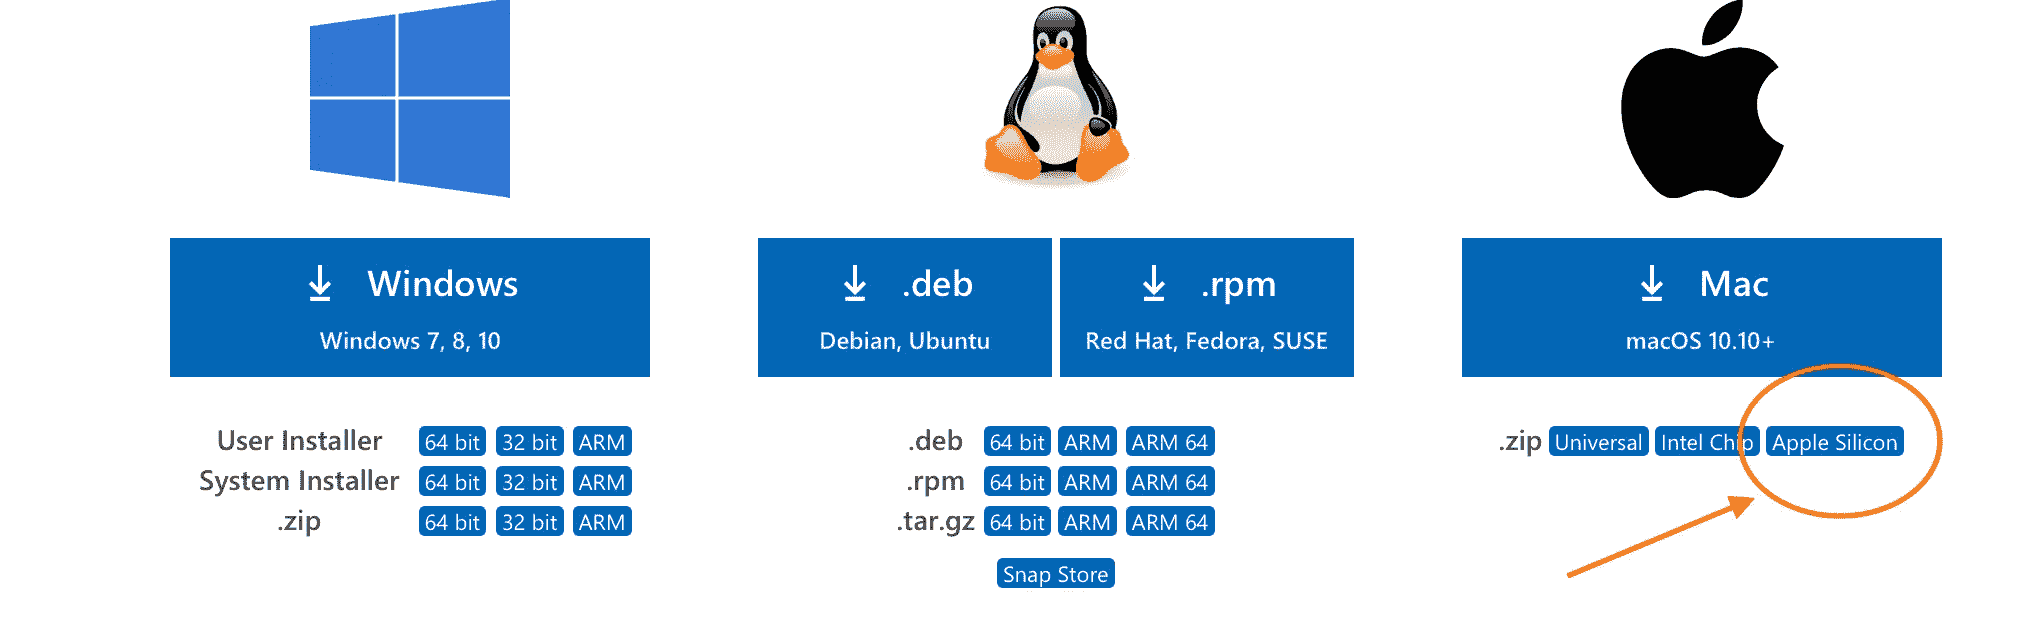 Windows
Windows 7, 8, 10
User Installer 64 bit 32 bit ARM
System Installer 64 bit 32 bit ARM
.zip 64 bit 32 bit ARM
.deb
Debian, Ubuntu
.rpm
Red Hat, Fedora, SUSE
.deb 64 bit ARM ARM 64
.rpm 64 bit ARM ARM 64
.tar.gz 64 bit ARM ARM 64
Snap Store
Mac
macOS 10.10+
.zip Universal Intel Chip Apple Silicon